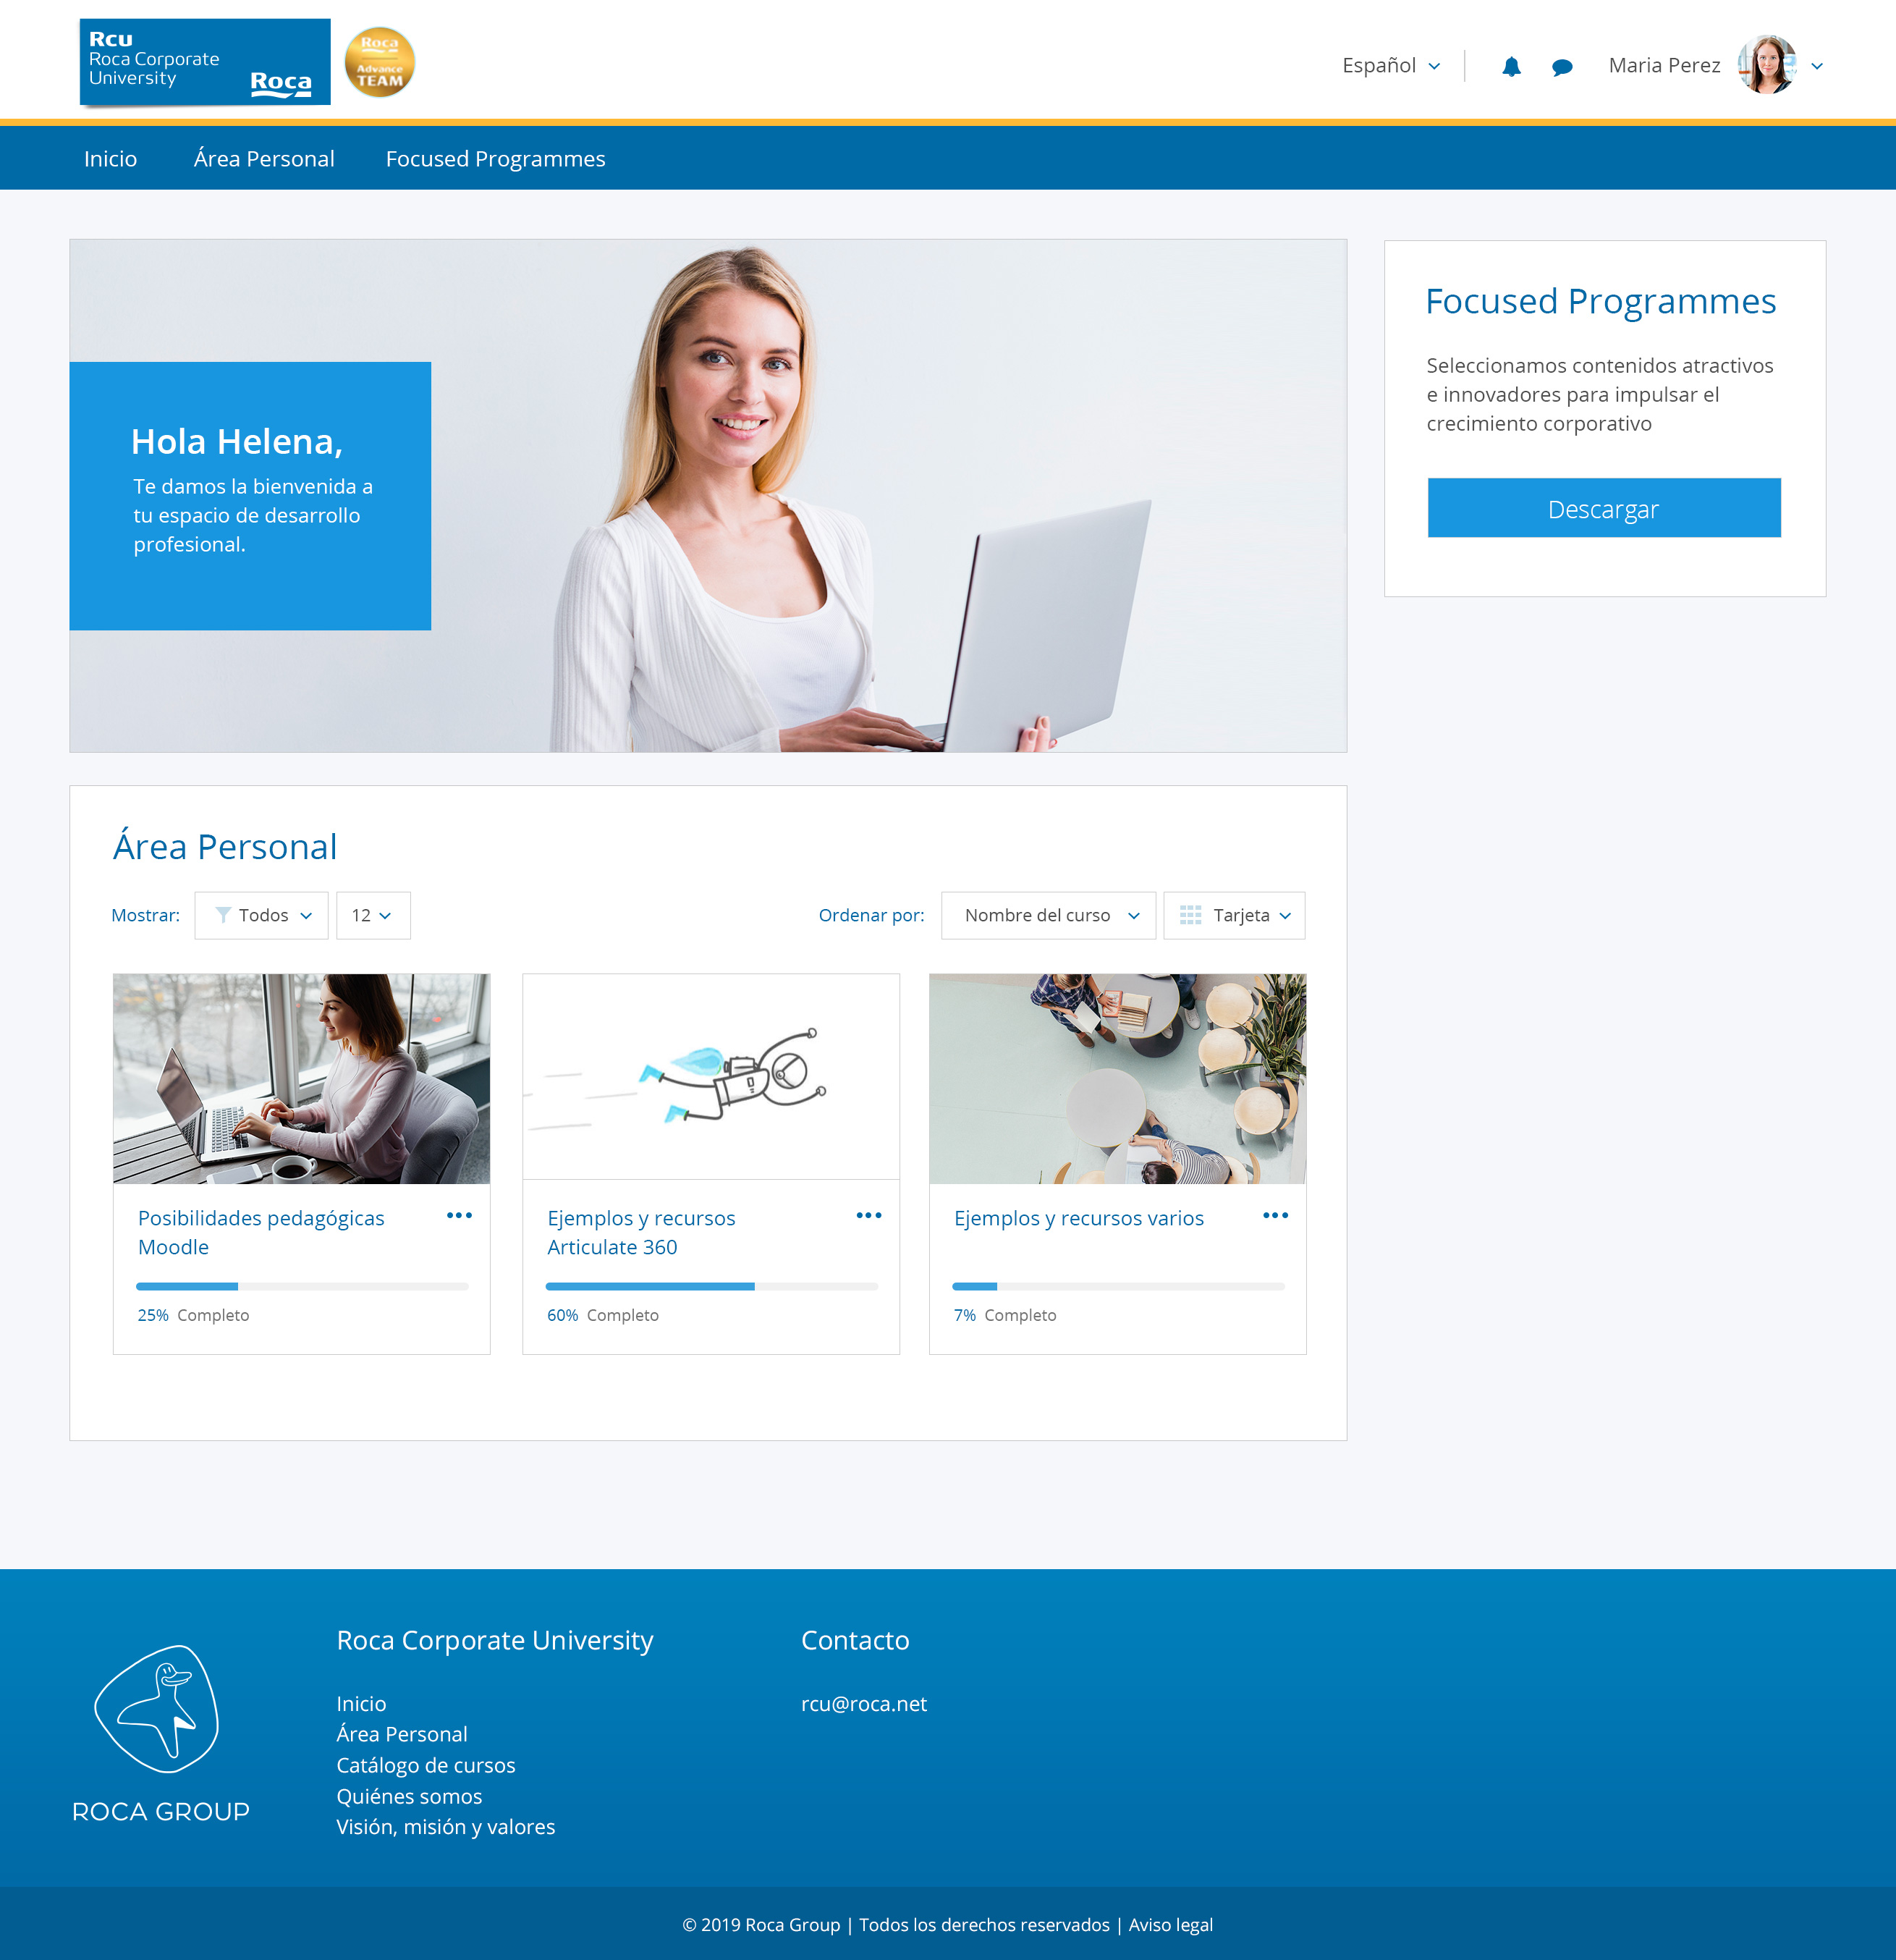 Rcu
Roca Corporate
University
Roca
Roca
Advance
TEAM
Español
Maria Perez
Inicio
Área Personal
Focused Programmes
Hola Helena,
Te damos la bienvenida a
tu espacio de desarrollo
profesional.
Focused Programmes
Seleccionamos contenidos atractivos
e innovadores para impulsar el
crecimiento corporativo
Descargar
Área Personal
Mostrar:
Todos
12
Ordenar por:
Nombre del curso
Tarjeta
Posibilidades pedagógicas
Moodle
25% Completo
Ejemplos y recursos
Articulate 360
60% Completo
Ejemplos y recursos varios
7% Completo
ROCA GROUP
Roca Corporate University
Inicio
Área Personal
Catálogo de cursos
Quiénes somos
Visión, misión y valores
Contacto
rcu@roca.net
© 2019 Roca Group | Todos los derechos reservados | Aviso legal